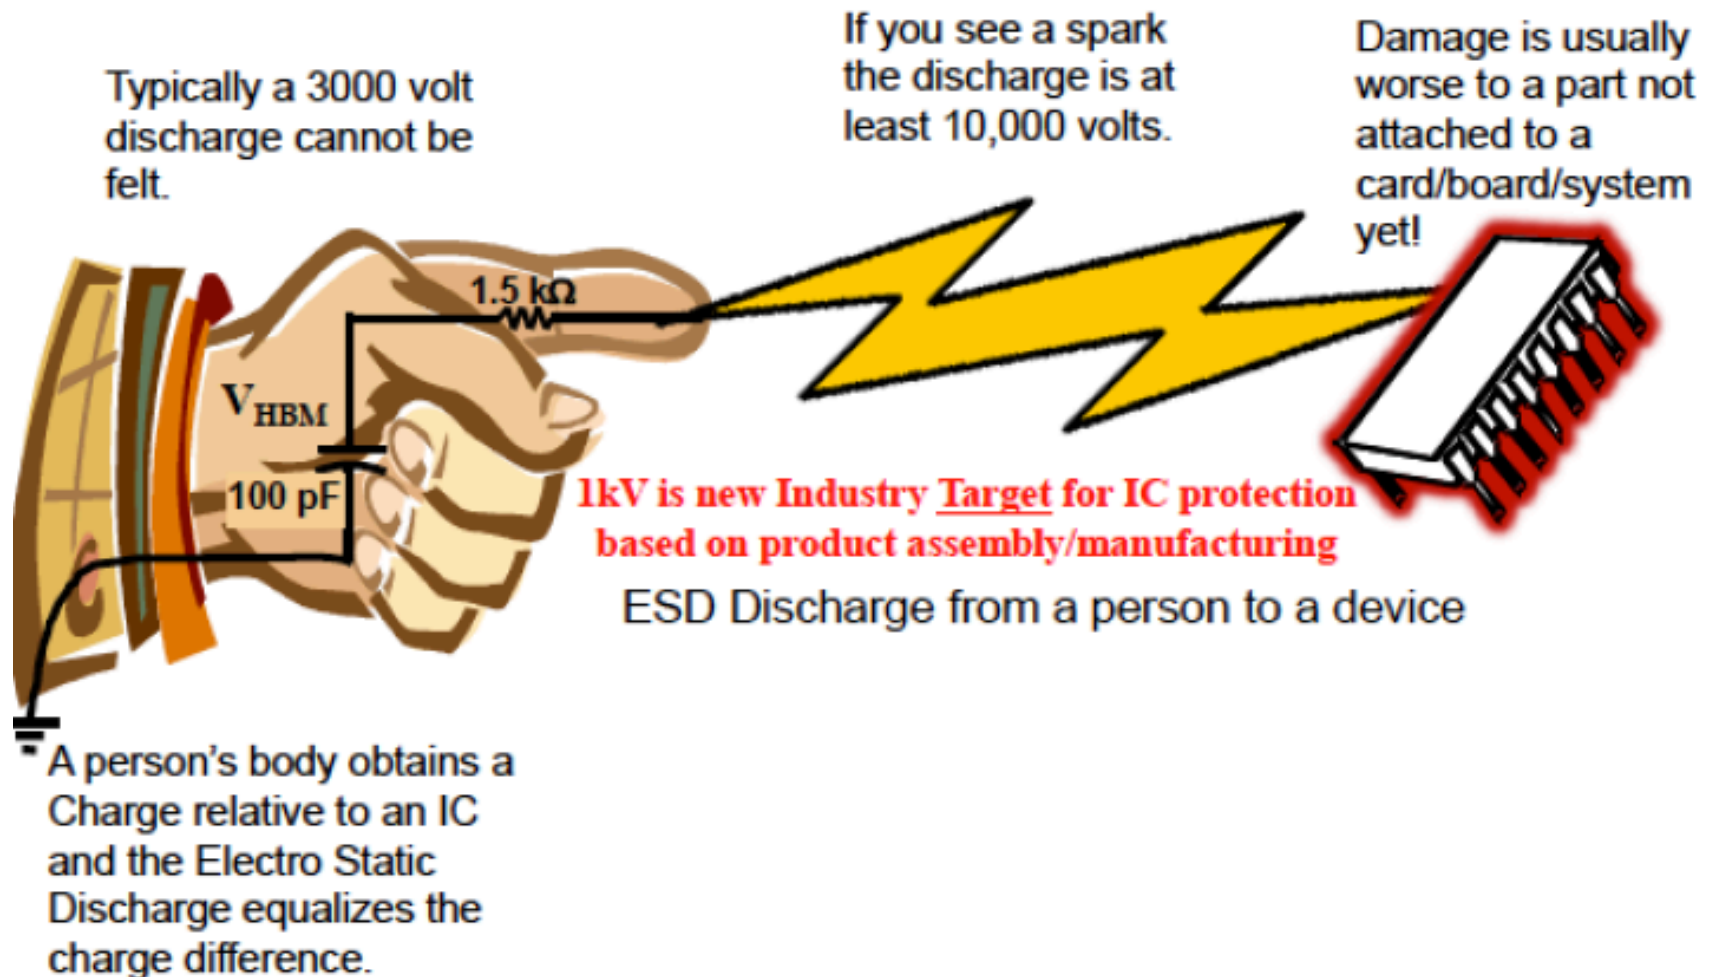 Typically a 3000 volt
discharge cannot be
felt.
If you see a spark
the discharge is at
least 10,000 volts.
Damage is usually
worse to a part not
attached to a
card/board/system
yet!
1.5 kΩ
VHBM
100 pF
1kV is new Industry Target for IC protection
based on product assembly/manufacturing
ESD Discharge from a person to a device
A person's body obtains a
Charge relative to an IC
and the Electro Static
Discharge equalizes the
charge difference.